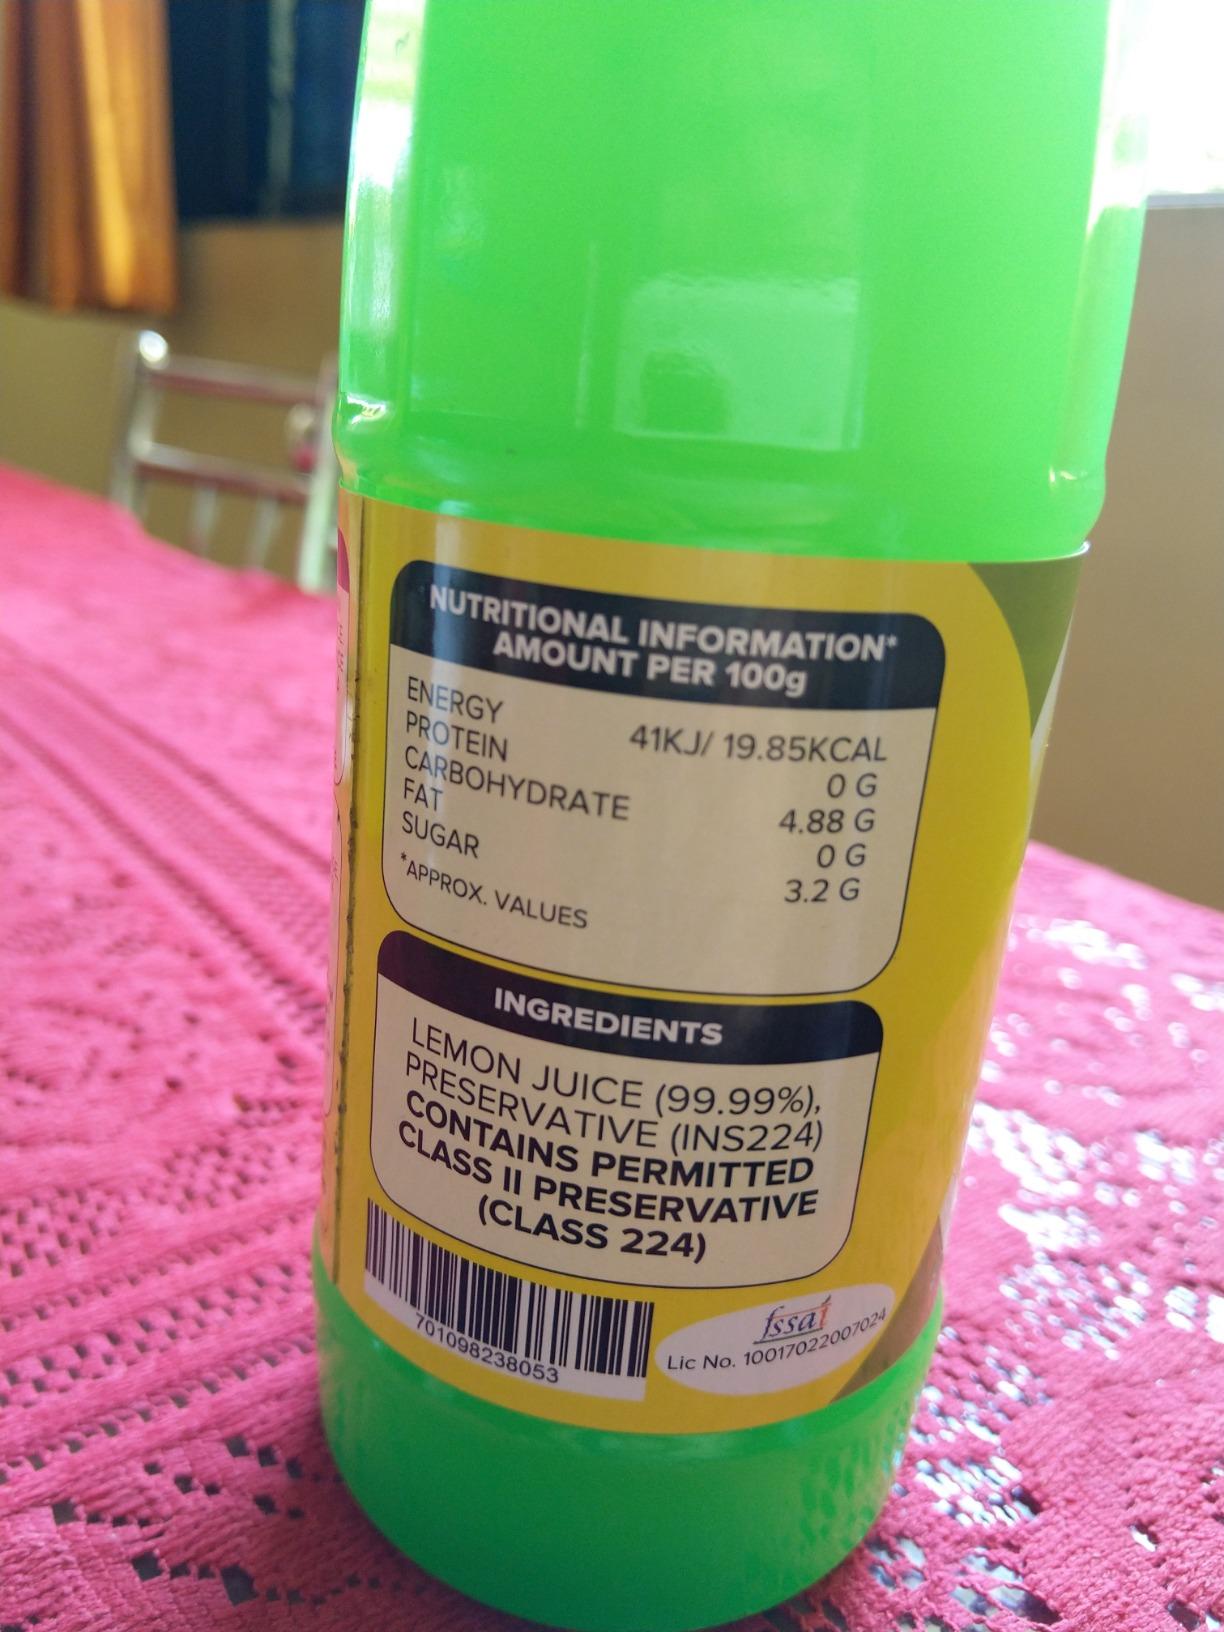 NUTRITIONAL INFORMATION*
AMOUNT PER 100g
ENERGY 41KJ/ 19.85KCAL
PROTEIN 0 G
CARBOHYDRATE 4.88 G
FAT 0 G
SUGAR 3.2 G
*APPROX. VALUES
INGREDIENTS
LEMON JUICE (99.99%),
PRESERVATIVE (INS224)
CONTAINS PERMITTED
CLASS II PRESERVATIVE
(CLASS 224)
701098238053
fssai
Lic No. 10017022007024